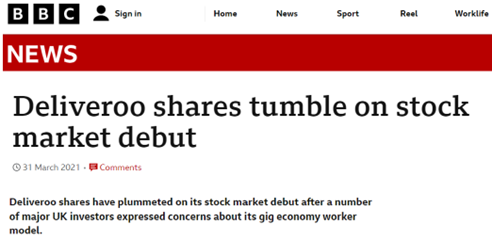 BBC Sign in Home News Sport Reel Worklife
NEWS
Deliveroo shares tumble on stock
market debut
31 March 2021 · Comments
Deliveroo shares have plummeted on its stock market debut after a number
of major UK investors expressed concerns about its gig economy worker
model.